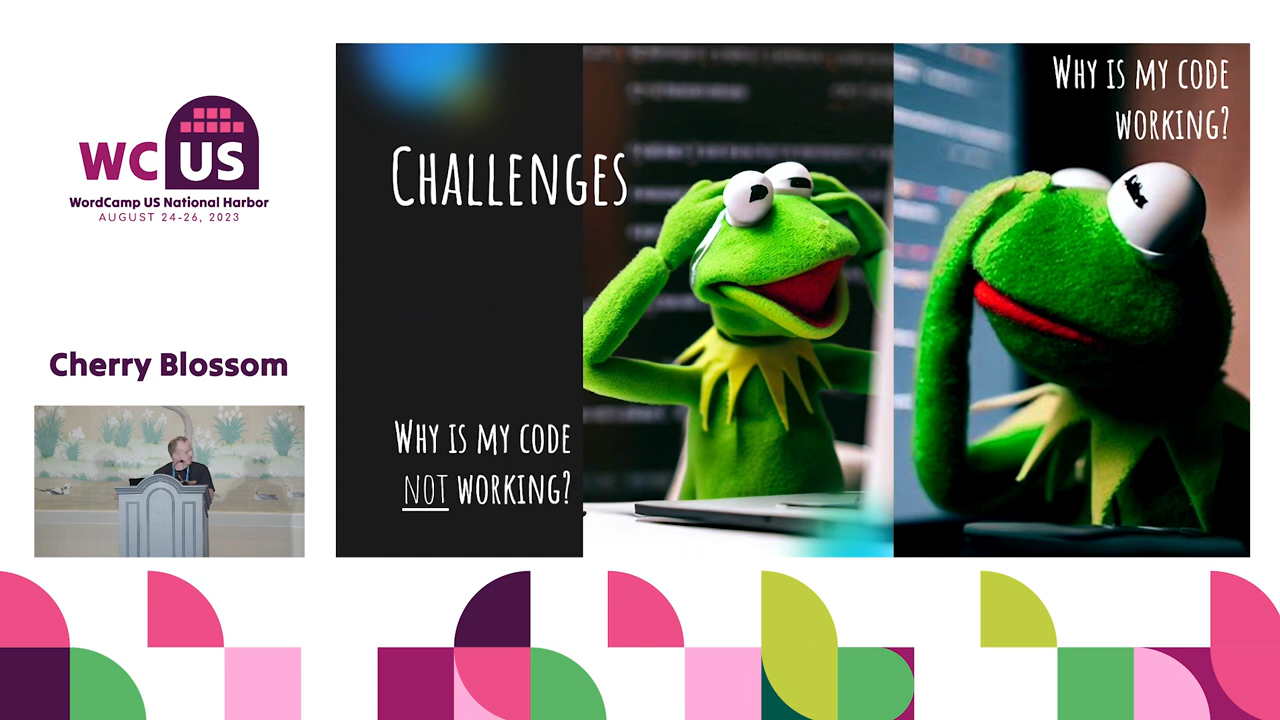 WC US
WordCamp US National Harbor
AUGUST 24-26, 2023
Cherry Blossom
CHALLENGES
WHY IS MY CODE
NOT WORKING?
WHY IS MY CODE
WORKING?